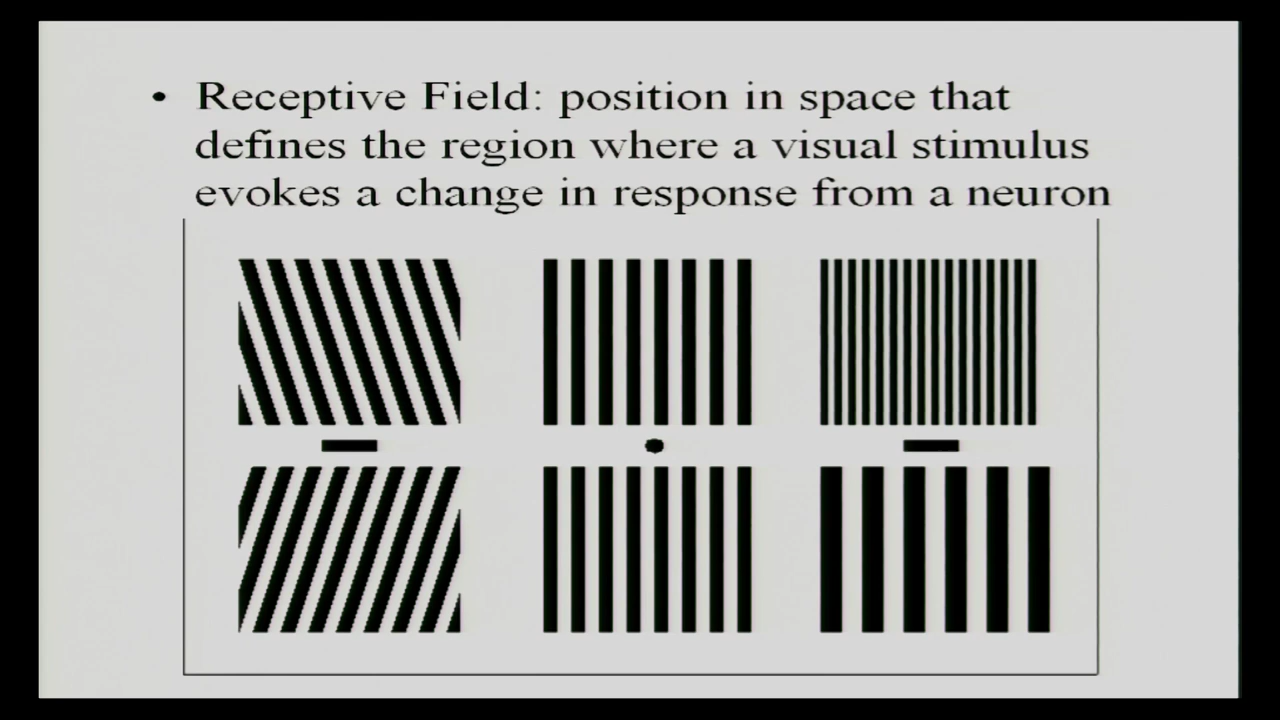 • Receptive Field: position in space that
defines the region where a visual stimulus
evokes a change in response from a neuron